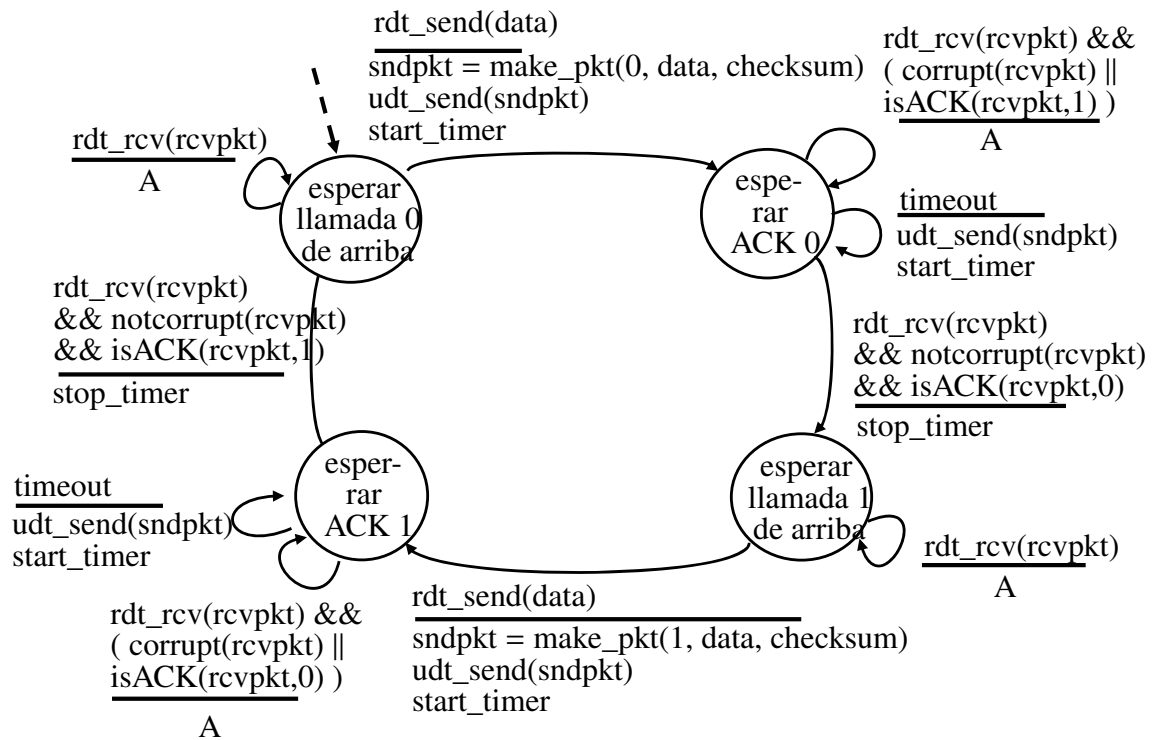 rdt_send(data)
sndpkt = make_pkt(0, data, checksum)
udt_send(sndpkt)
start_timer
rdt_rcv(rcvpkt) &&
( corrupt(rcvpkt) ||
isACK(rcvpkt,1) )
A
rdt_rcv(rcvpkt)
A
esperar
llamada 0
de arriba
espe-
rar
ACK 0
timeout
udt_send(sndpkt)
start_timer
rdt_rcv(rcvpkt)
&& notcorrupt(rcvpkt)
&& isACK(rcvpkt,1)
stop_timer
rdt_rcv(rcvpkt)
&& notcorrupt(rcvpkt)
&& isACK(rcvpkt,0)
stop_timer
esper-
rar
ACK 1
esperar
llamada 1
de arriba
timeout
udt_send(sndpkt)
start_timer
rdt_rcv(rcvpkt)
A
rdt_rcv(rcvpkt) &&
( corrupt(rcvpkt) ||
isACK(rcvpkt,0) )
A
rdt_send(data)
sndpkt = make_pkt(1, data, checksum)
udt_send(sndpkt)
start_timer